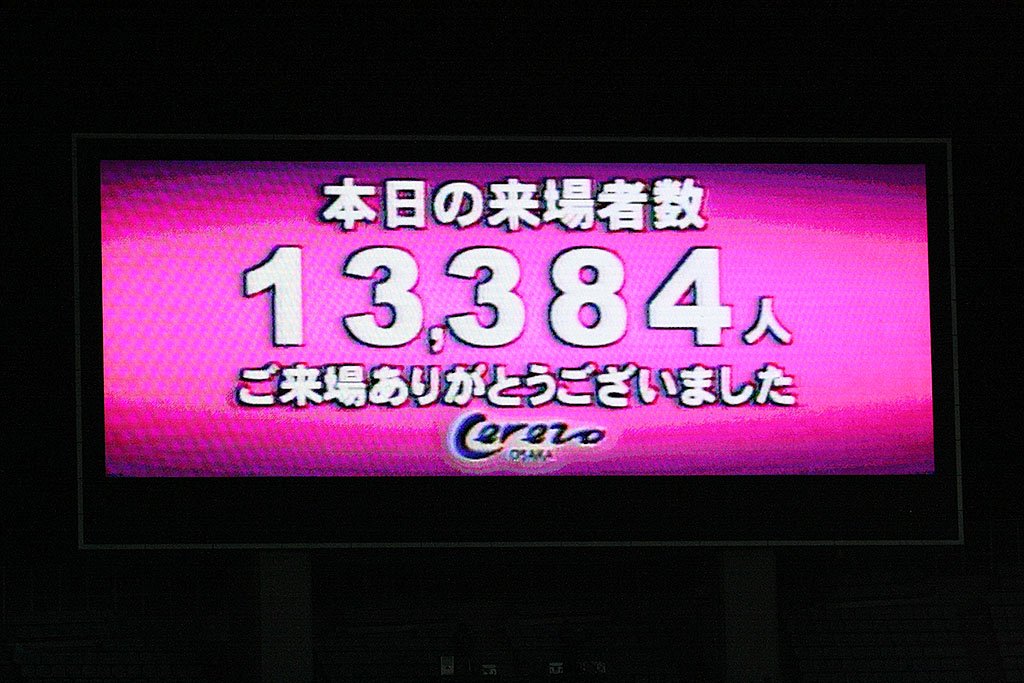 本日の来場者数
13,384人
ご来場ありがとうございました
Cerezo
OSAKA